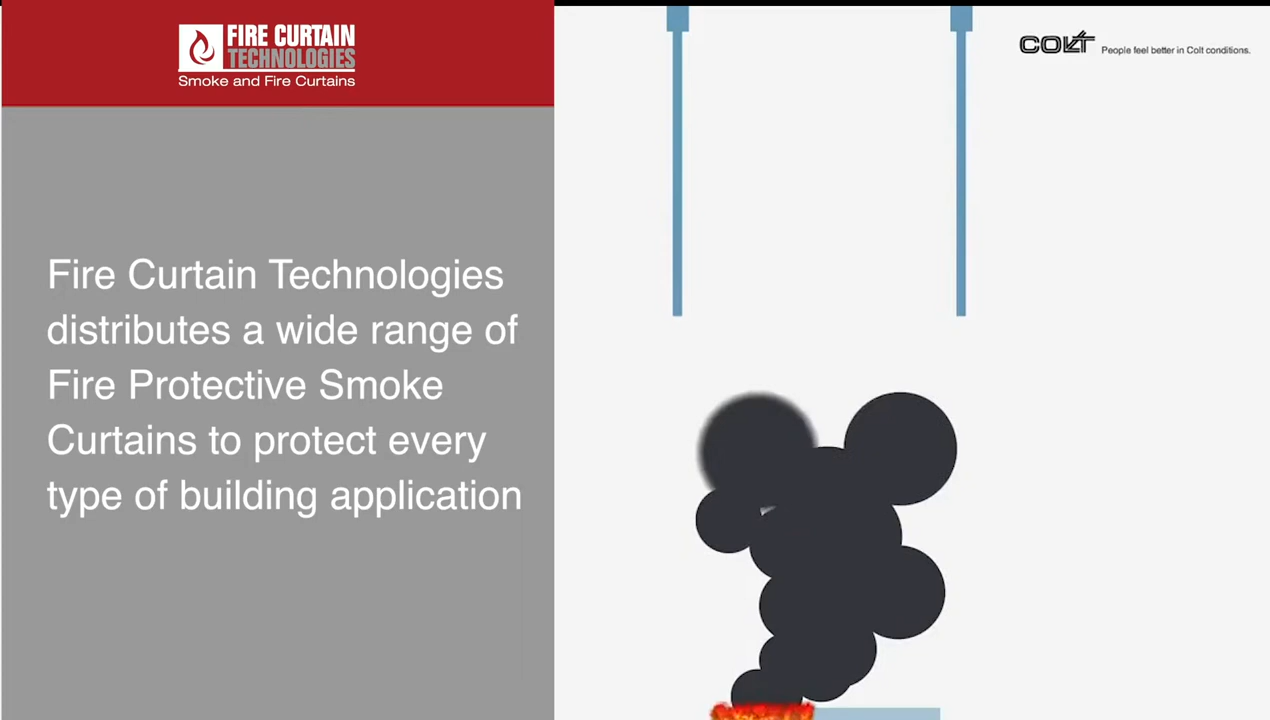 FIRE CURTAIN
TECHNOLOGIES
Smoke and Fire Curtains
COLT People feel better in Colt conditions.
Fire Curtain Technologies
distributes a wide range of
Fire Protective Smoke
Curtains to protect every
type of building application